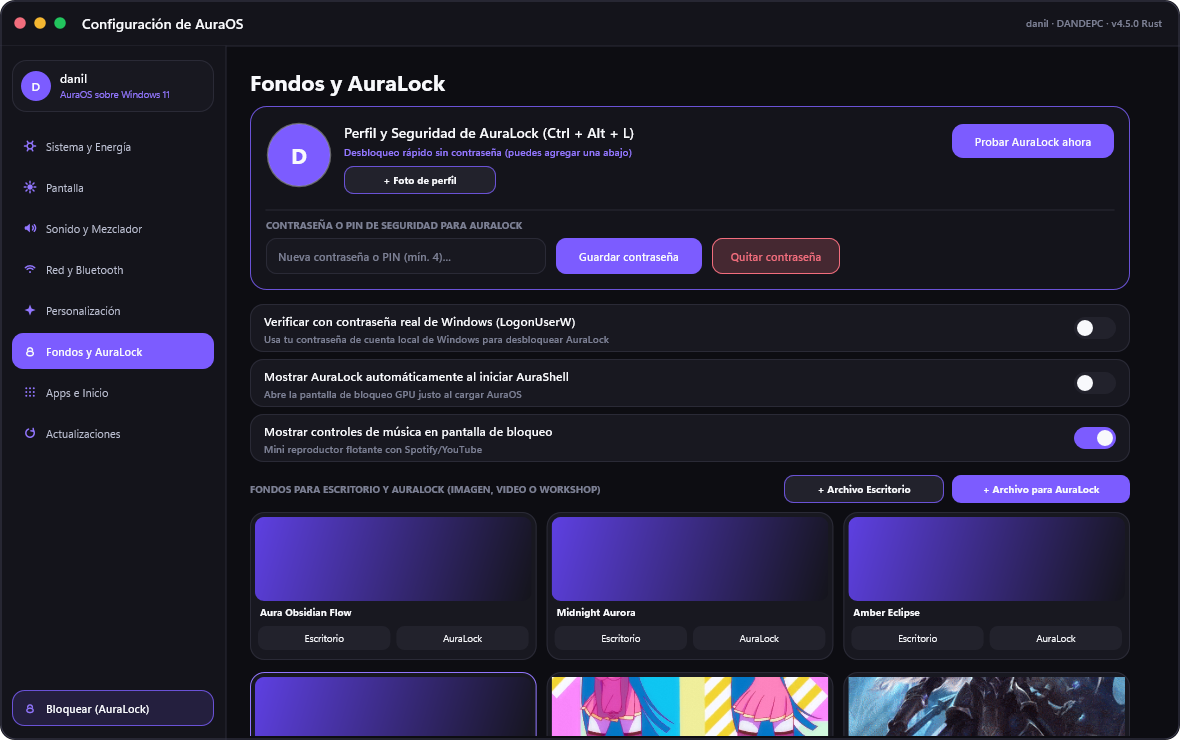 Configuración de AuraOS
danil · DANDEPC · v4.5.0 Rust
D
danil
AuraOS sobre Windows 11
Sistema y Energía
Pantalla
Sonido y Mezclador
Red y Bluetooth
Personalización
Fondos y AuraLock
Apps e Inicio
Actualizaciones
Bloquear (AuraLock)
Fondos y AuraLock
D
Perfil y Seguridad de AuraLock (Ctrl + Alt + L)
Desbloqueo rápido sin contraseña (puedes agregar una abajo)
+ Foto de perfil
Probar AuraLock ahora
CONTRASEÑA O PIN DE SEGURIDAD PARA AURALOCK
Nueva contraseña o PIN (mín. 4)...
Guardar contraseña
Quitar contraseña
Verificar con contraseña real de Windows (LogonUserW)
Usa tu contraseña de cuenta local de Windows para desbloquear AuraLock
Mostrar AuraLock automáticamente al iniciar AuraShell
Abre la pantalla de bloqueo GPU justo al cargar AuraOS
Mostrar controles de música en pantalla de bloqueo
Mini reproductor flotante con Spotify/YouTube
FONDOS PARA ESCRITORIO Y AURALOCK (IMAGEN, VIDEO O WORKSHOP)
+ Archivo Escritorio
+ Archivo para AuraLock
Aura Obsidian Flow
Escritorio
AuraLock
Midnight Aurora
Escritorio
AuraLock
Amber Eclipse
Escritorio
AuraLock